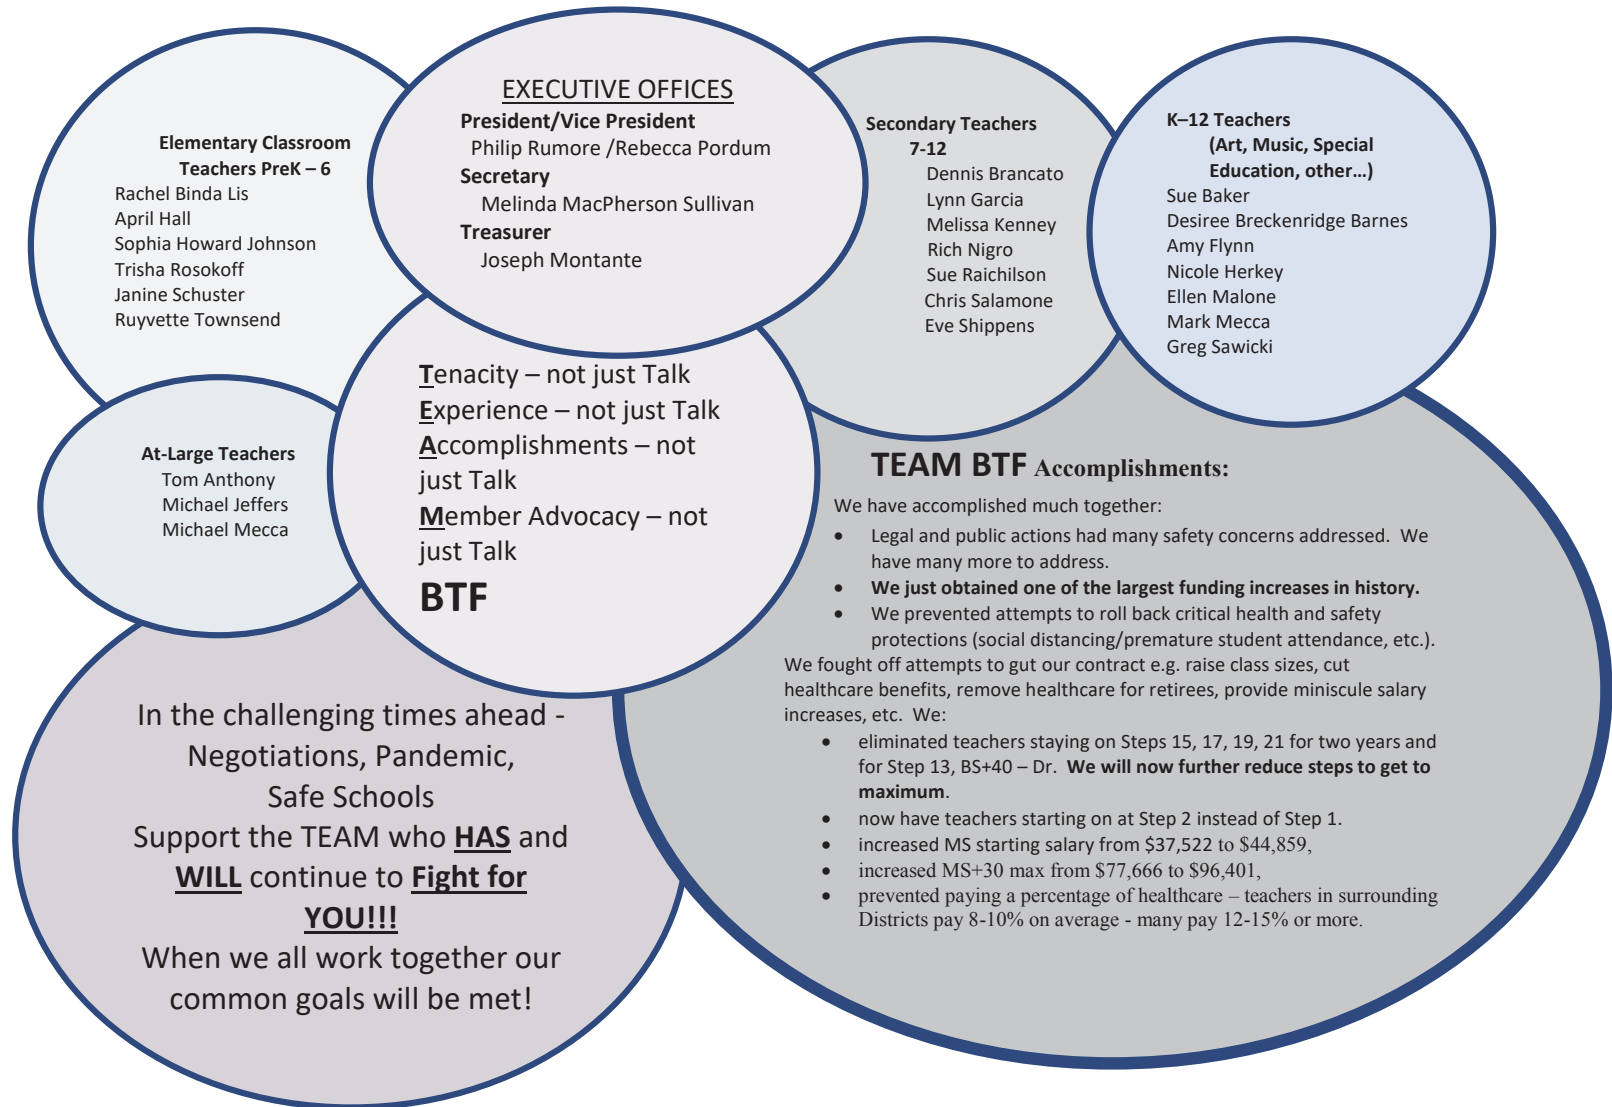 EXECUTIVE OFFICES
President/Vice President
Philip Rumore /Rebecca Pordum
Secretary
Melinda MacPherson Sullivan
Treasurer
Joseph Montante
Elementary Classroom
Teachers PreK – 6
Rachel Binda Lis
April Hall
Sophia Howard Johnson
Trisha Rosokoff
Janine Schuster
Ruyvette Townsend
Secondary Teachers
7-12
Dennis Brancato
Lynn Garcia
Melissa Kenney
Rich Nigro
Sue Raichilson
Chris Salamone
Eve Shippens
K–12 Teachers
(Art, Music, Special
Education, other…)
Sue Baker
Desiree Breckenridge Barnes
Amy Flynn
Nicole Herkey
Ellen Malone
Mark Mecca
Greg Sawicki
At-Large Teachers
Tom Anthony
Michael Jeffers
Michael Mecca
Tenacity – not just Talk
Experience – not just Talk
Accomplishments – not
just Talk
Member Advocacy – not
just Talk
BTF
TEAM BTF Accomplishments:
We have accomplished much together:
• Legal and public actions had many safety concerns addressed.  We
have many more to address.
• We just obtained one of the largest funding increases in history.
• We prevented attempts to roll back critical health and safety
protections (social distancing/premature student attendance, etc.).
We fought off attempts to gut our contract e.g. raise class sizes, cut
healthcare benefits, remove healthcare for retirees, provide miniscule salary
increases, etc.  We:
• eliminated teachers staying on Steps 15, 17, 19, 21 for two years and
for Step 13, BS+40 – Dr.  We will now further reduce steps to get to
maximum.
• now have teachers starting on at Step 2 instead of Step 1.
• increased MS starting salary from $37,522 to $44,859,
• increased MS+30 max from $77,666 to $96,401,
• prevented paying a percentage of healthcare – teachers in surrounding
Districts pay 8-10% on average - many pay 12-15% or more.
In the challenging times ahead -
Negotiations, Pandemic,
Safe Schools
Support the TEAM who HAS and
WILL continue to Fight for
YOU!!!
When we all work together our
common goals will be met!